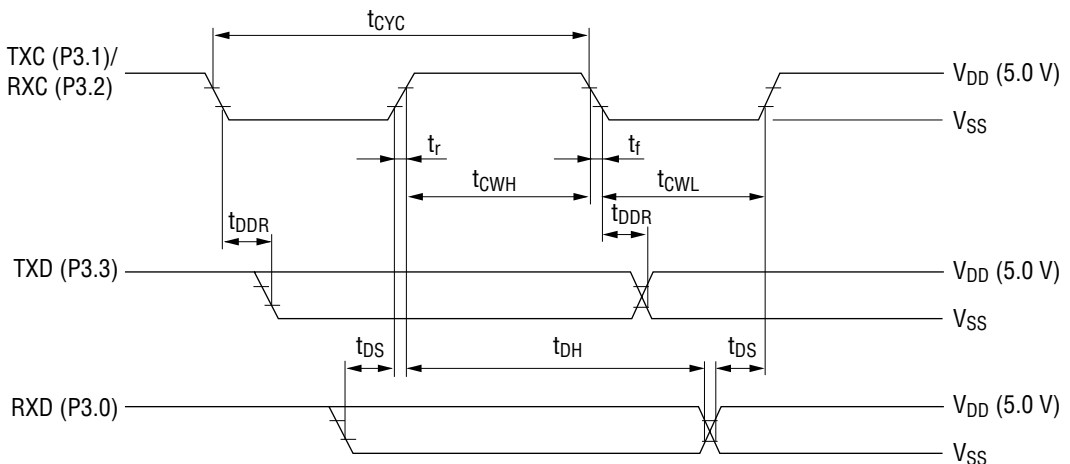 tCYC
TXC (P3.1)/
RXC (P3.2)
VDD (5.0 V)
VSS
tr
tf
tCWH
tCWL
tDDR
tDDR
TXD (P3.3)
VDD (5.0 V)
VSS
tDS
tDH
tDS
RXD (P3.0)
VDD (5.0 V)
VSS